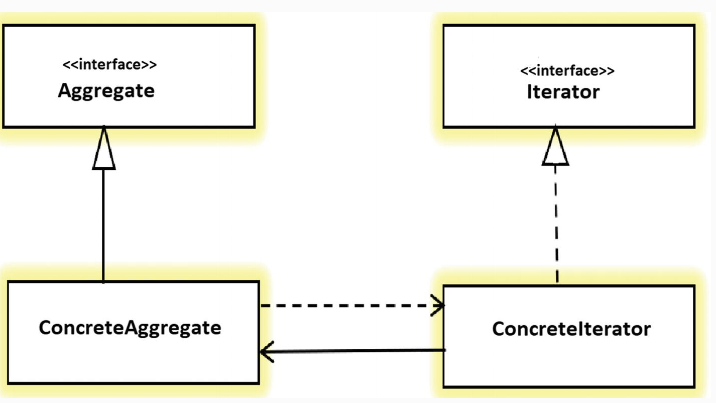 <<interface>>
Aggregate
<<interface>>
Iterator
ConcreteAggregate
ConcreteIterator